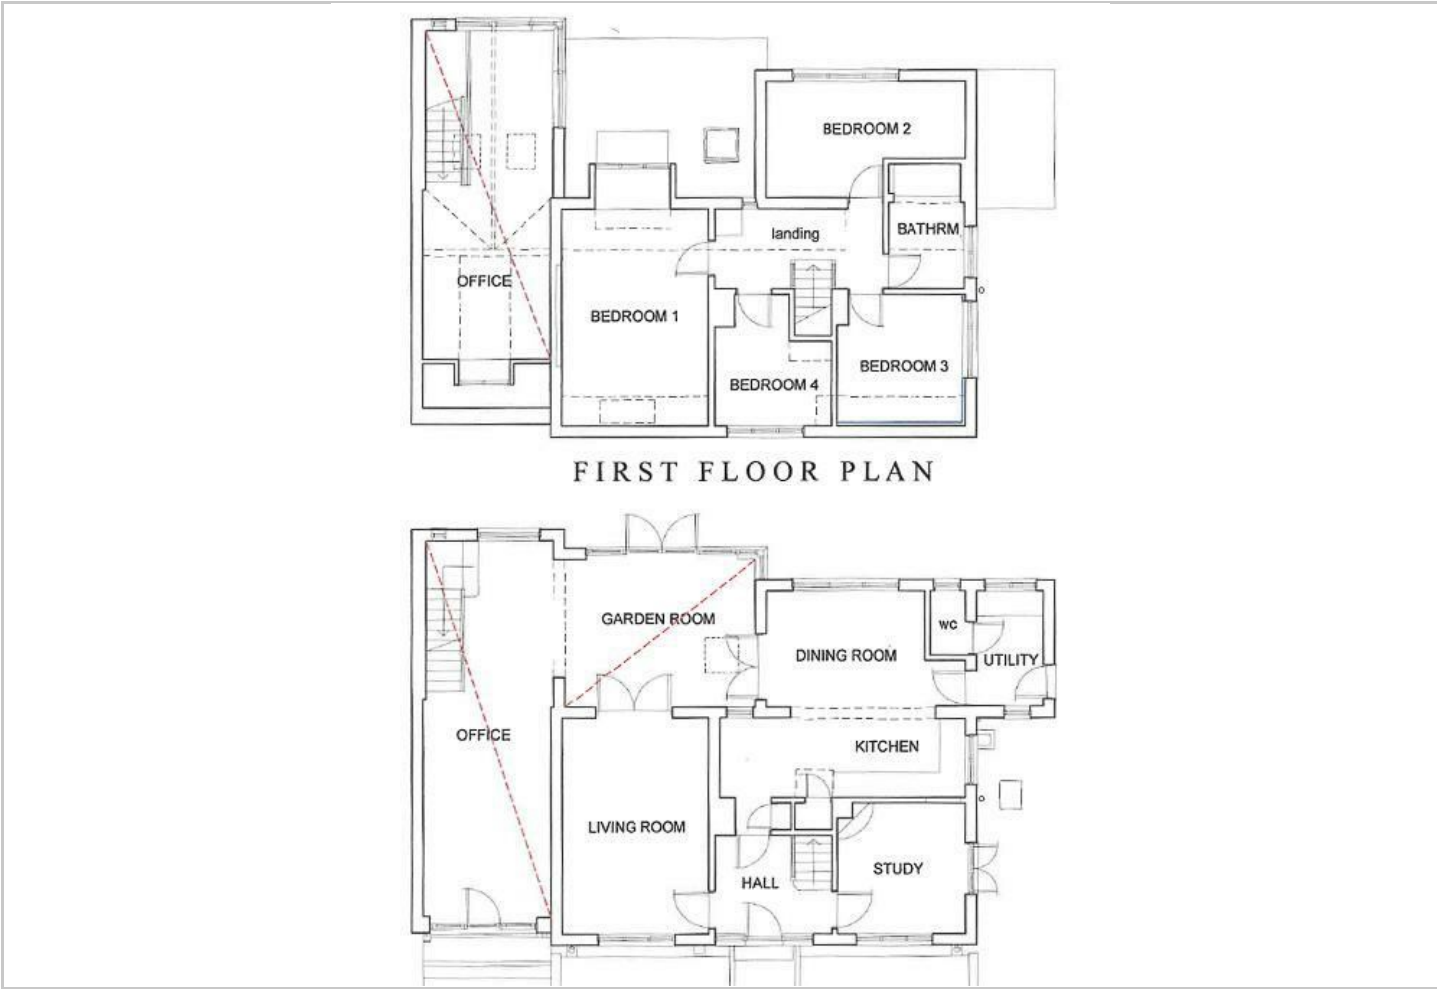 BEDROOM 2
BATHRM
landing
OFFICE
BEDROOM 1
BEDROOM 3
BEDROOM 4
FIRST FLOOR PLAN
GARDEN ROOM
WC
DINING ROOM
UTILITY
OFFICE
KITCHEN
LIVING ROOM
STUDY
HALL